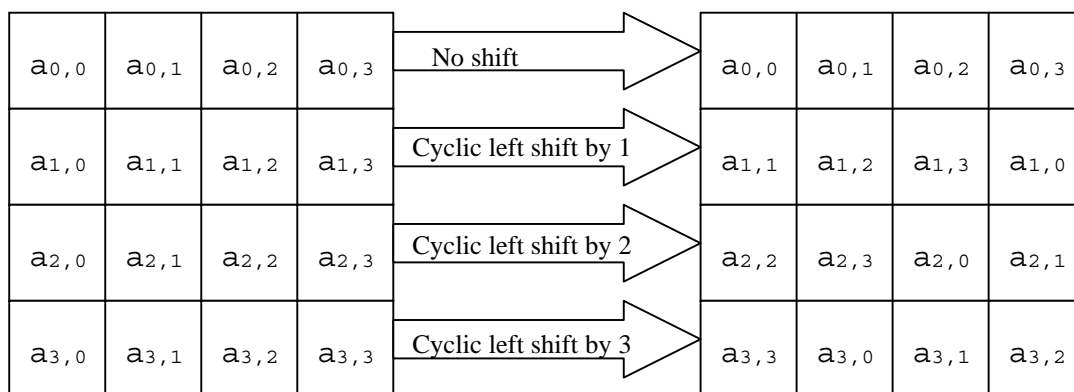 a0,0 a0,1 a0,2 a0,3 No shift a0,0 a0,1 a0,2 a0,3
a1,0 a1,1 a1,2 a1,3 Cyclic left shift by 1 a1,1 a1,2 a1,3 a1,0
a2,0 a2,1 a2,2 a2,3 Cyclic left shift by 2 a2,2 a2,3 a2,0 a2,1
a3,0 a3,1 a3,2 a3,3 Cyclic left shift by 3 a3,3 a3,0 a3,1 a3,2